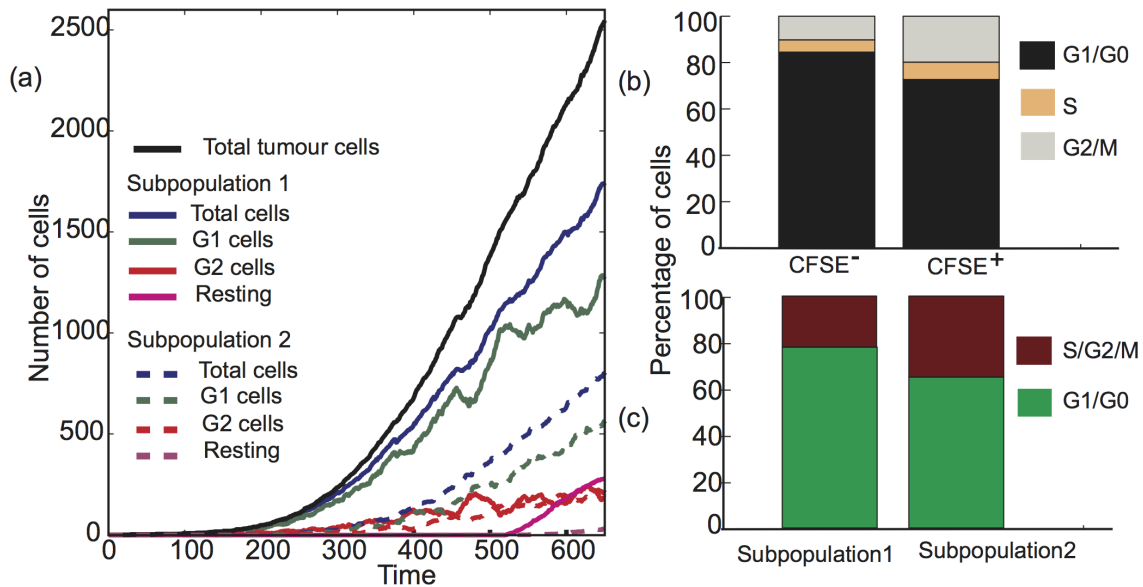 (a)
Number of cells
2500
2000
1500
1000
500
0
0 100 200 300 400 500 600
Time
Total tumour cells
Subpopulation 1
Total cells
G1 cells
G2 cells
Resting
Subpopulation 2
Total cells
G1 cells
G2 cells
Resting
(b)
Percentage of cells
100
80
60
40
20
0
CFSE⁻ CFSE⁺
G1/G0
S
G2/M
(c)
100
80
60
40
20
0
Subpopulation1 Subpopulation2
S/G2/M
G1/G0